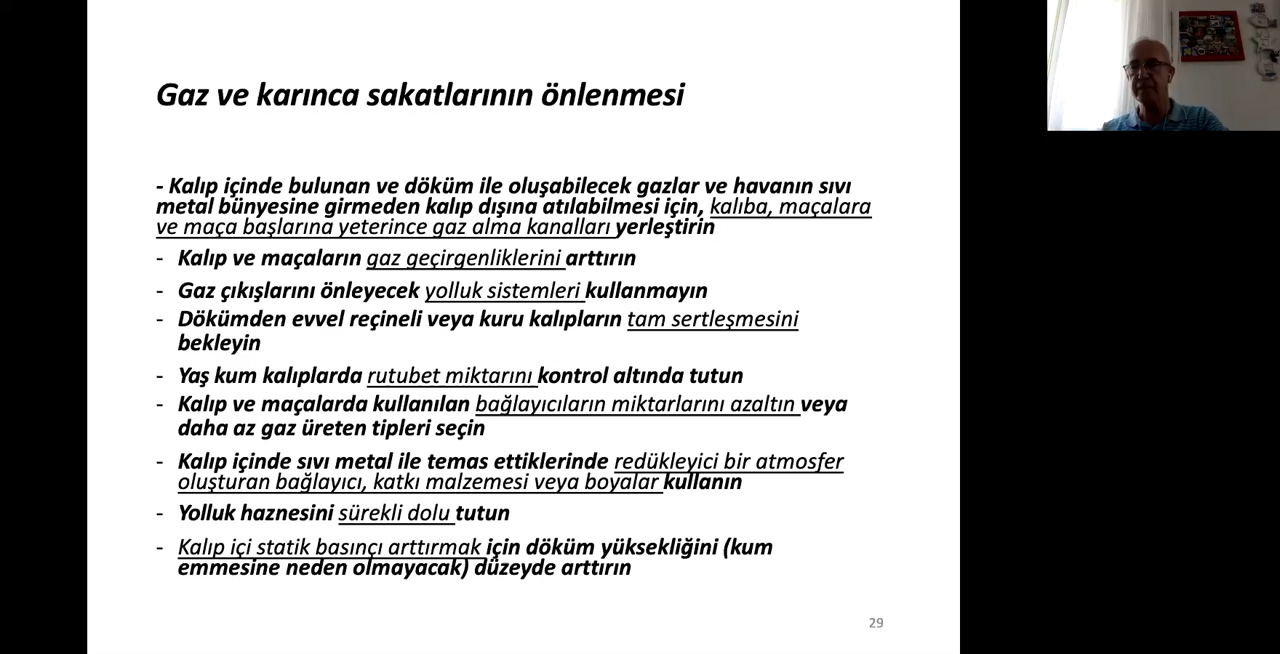 Gaz ve karınca sakatlarının önlenmesi
- Kalıp içinde bulunan ve döküm ile oluşabilecek gazlar ve havanın sıvı
metal bünyesine girmeden kalıp dışına atılabilmesi için, kalıba, maçalara
ve maça başlarına yeterince gaz alma kanalları yerleştirin
- Kalıp ve maçaların gaz geçirgenliklerini arttırın
- Gaz çıkışlarını önleyecek yolluk sistemleri kullanmayın
- Dökümden evvel reçineli veya kuru kalıpların tam sertleşmesini
bekleyin
- Yaş kum kalıplarda rutubet miktarını kontrol altında tutun
- Kalıp ve maçalarda kullanılan bağlayıcıların miktarlarını azaltın veya
daha az gaz üreten tipleri seçin
- Kalıp içinde sıvı metal ile temas ettiklerinde redükleyici bir atmosfer
oluşturan bağlayıcı, katkı malzemesi veya boyalar kullanın
- Yolluk haznesini sürekli dolu tutun
- Kalıp içi statik basınçı arttırmak için döküm yüksekliğini (kum
emmesine neden olmayacak) düzeyde arttırın
29